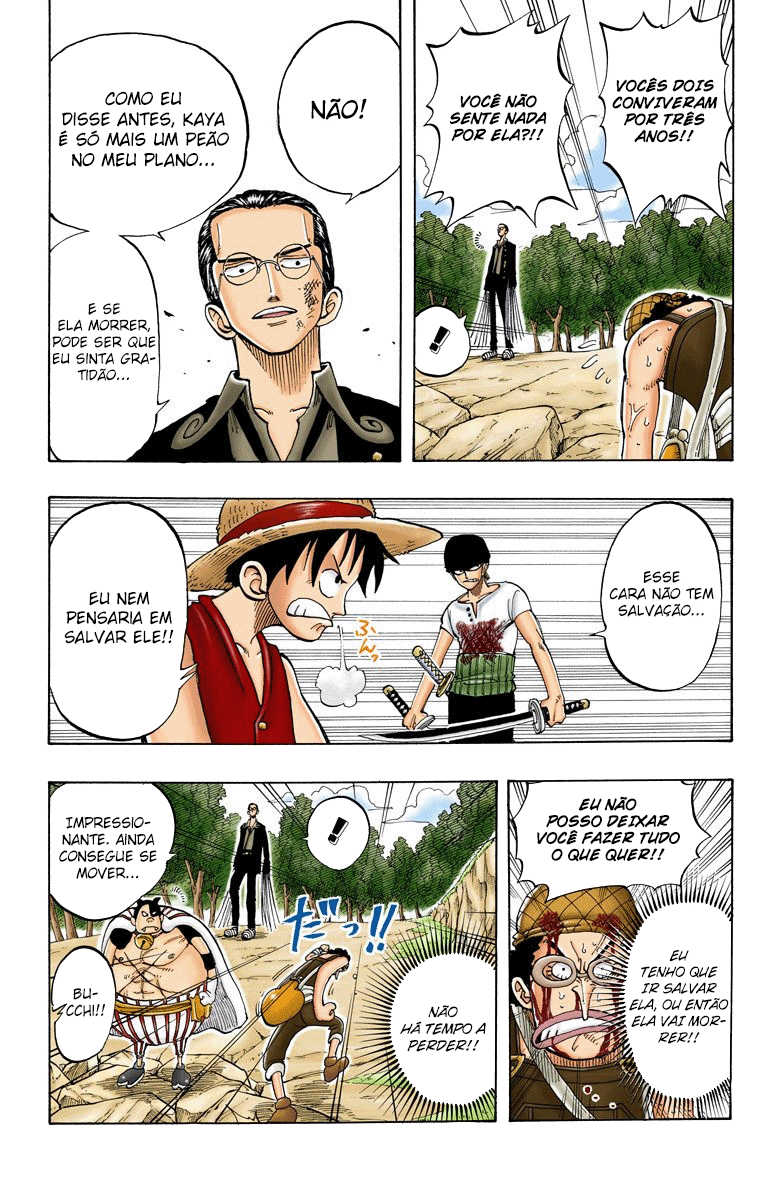 VOCÊS DOIS
CONVIVERAM
POR TRÊS
ANOS!!
VOCÊ NÃO
SENTE NADA
POR ELA?!!
!
NÃO!
COMO EU
DISSE ANTES, KAYA
É SÓ MAIS UM PEÃO
NO MEU PLANO...
E SE
ELA MORRER,
PODE SER QUE
EU SINTA GRA-
TIDÃO...
ESSE
CARA NÃO TEM
SALVAÇÃO...
EU NEM
PENSARIA EM
SALVAR ELE!!
ふんっ
EU NÃO
POSSO DEIXAR
VOCÊ FAZER TUDO
O QUE QUER!!
EU
TENHO QUE
IR SALVAR
ELA, OU ENTÃO
ELA VAI MOR-
RER!!
!
IMPRESSIO-
NANTE. AINDA
CONSEGUE SE
MOVER...
だっ!!
BU-
CCHI!!
NÃO
HÁ TEMPO A
PERDER!!